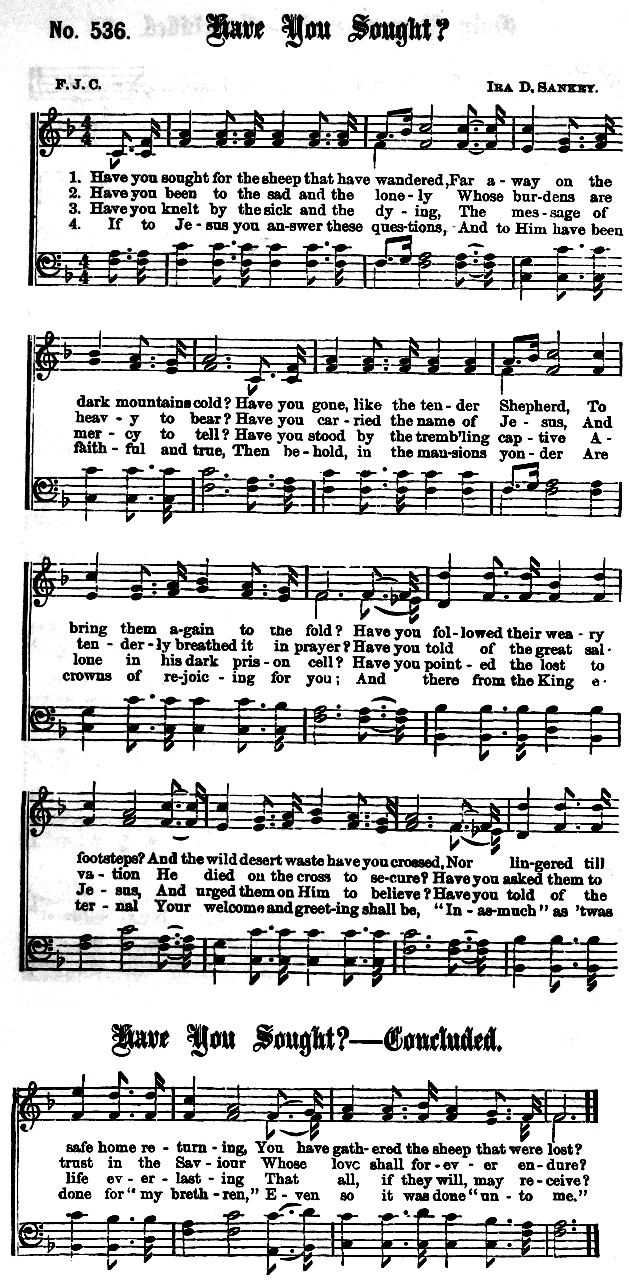 No. 536. Have You Sought?
F. J. C. IRA D. SANKEY.
1. Have you sought for the sheep that have wandered, Far a - way on the
2. Have you been to the sad and the lone - ly Whose bur - dens are
3. Have you knelt by the sick and the dy - ing, The mes - sage of
4. If to Je - sus you an - swer these ques - tions, And to Him have been
dark mountains cold? Have you gone, like the ten - der Shepherd, To
heav - y to bear? Have you car - ried the name of Je - sus, And
mer - cy to tell? Have you stood by the tremb'ling cap - tive A -
faith - ful and true, Then be - hold, in the mansions yon - der Are
bring them a - gain to the fold? Have you fol - lowed their wea - ry
ten - der - ly breathed it in prayer? Have you told of the great sal -
lone in his dark pris - on cell? Have you point - ed the lost to
crowns of re - joic - ing for you; And there from the King e -
footsteps? And the wild desert waste have you crossed, Nor lin - gered till
va - tion He died on the cross to se - cure? Have you asked them to
Je - sus, And urged them on Him to believe? Have you told of the
ter - nal Your welcome and greet - ing shall be, "In - as - much" as 'twas
Have You Sought?—Concluded.
safe home re - turn - ing, You have gath - ered the sheep that were lost?
trust in the Sav - iour Whose love shall for - ev - er en - dure?
life ev - er - last - ing That all, if they will, may re - ceive?
done for "my breth - ren," E - ven so it was done "un - to me."